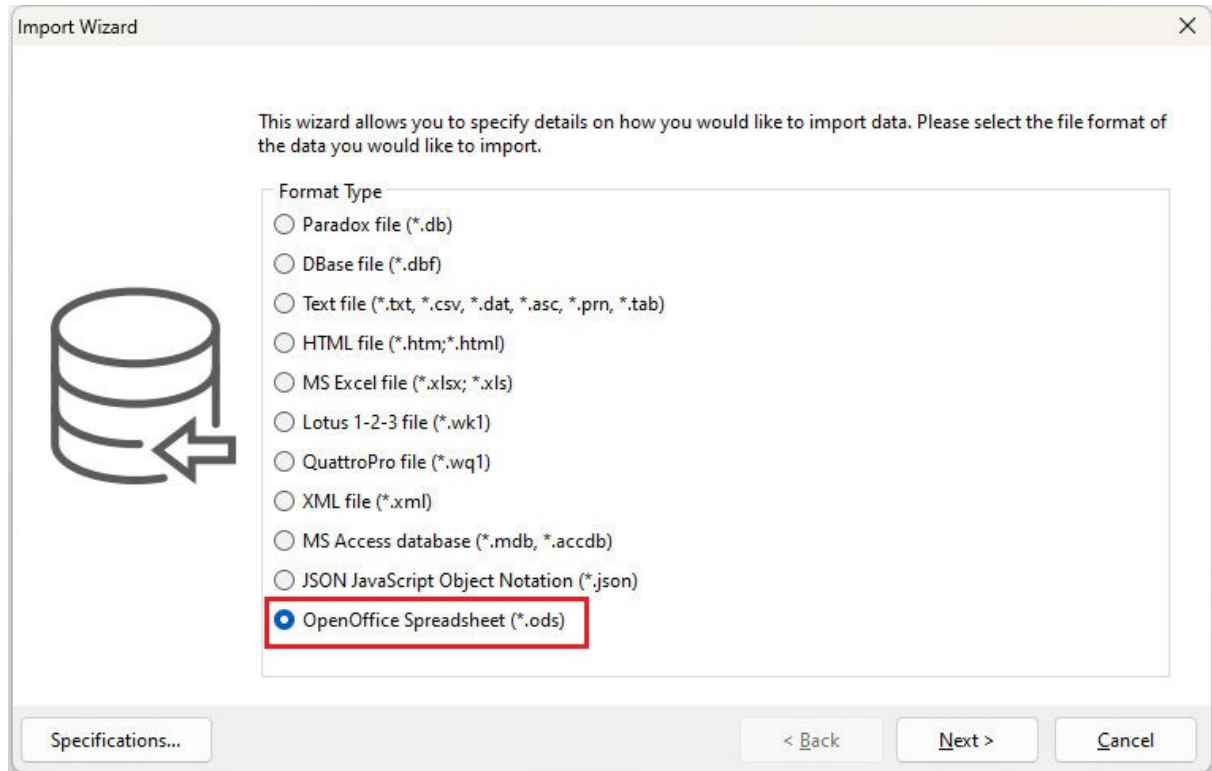 Import Wizard
This wizard allows you to specify details on how you would like to import data. Please select the file format of
the data you would like to import.
Format Type
Paradox file (*.db)
DBase file (*.dbf)
Text file (*.txt, *.csv, *.dat, *.asc, *.prn, *.tab)
HTML file (*.htm;*.html)
MS Excel file (*.xlsx; *.xls)
Lotus 1-2-3 file (*.wk1)
QuattroPro file (*.wq1)
XML file (*.xml)
MS Access database (*.mdb, *.accdb)
JSON JavaScript Object Notation (*.json)
OpenOffice Spreadsheet (*.ods)
Specifications... < Back Next > Cancel